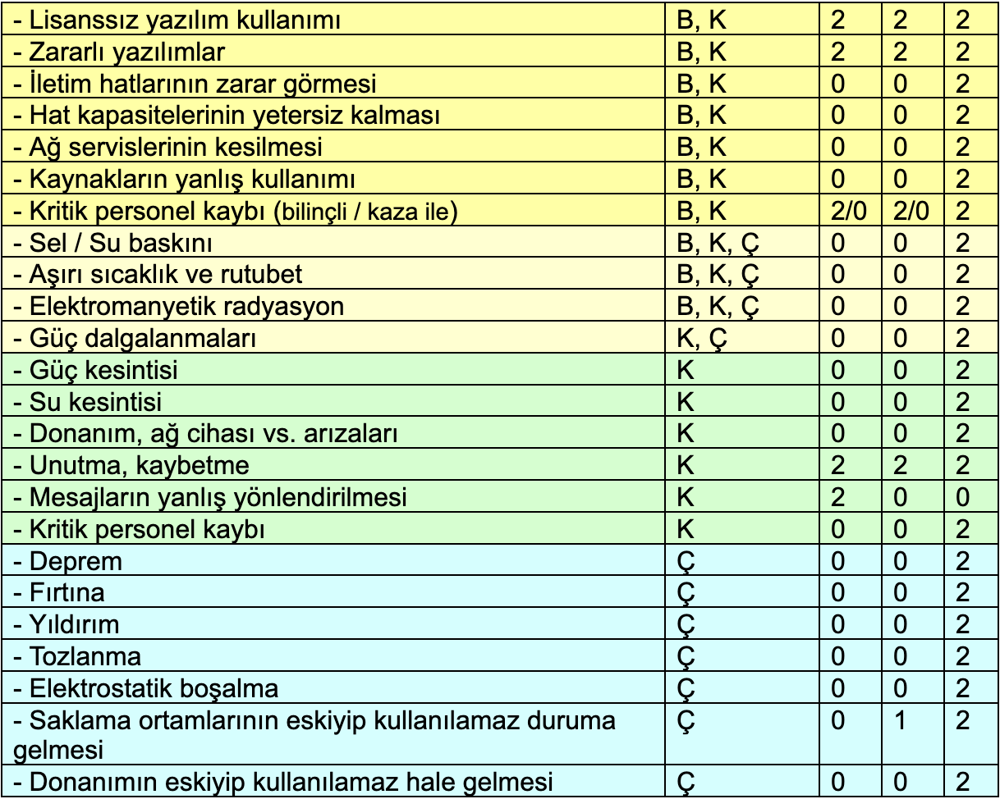 - Lisanssız yazılım kullanımı B, K 2 2 2
- Zararlı yazılımlar B, K 2 2 2
- İletim hatlarının zarar görmesi B, K 0 0 2
- Hat kapasitelerinin yetersiz kalması B, K 0 0 2
- Ağ servislerinin kesilmesi B, K 0 0 2
- Kaynakların yanlış kullanımı B, K 0 0 2
- Kritik personel kaybı (bilinçli / kaza ile) B, K 2/0 2/0 2
- Sel / Su baskını B, K, Ç 0 0 2
- Aşırı sıcaklık ve rutubet B, K, Ç 0 0 2
- Elektromanyetik radyasyon B, K, Ç 0 0 2
- Güç dalgalanmaları K, Ç 0 0 2
- Güç kesintisi K 0 0 2
- Su kesintisi K 0 0 2
- Donanım, ağ cihası vs. arızaları K 0 0 2
- Unutma, kaybetme K 2 2 2
- Mesajların yanlış yönlendirilmesi K 2 0 0
- Kritik personel kaybı K 0 0 2
- Deprem Ç 0 0 2
- Fırtına Ç 0 0 2
- Yıldırım Ç 0 0 2
- Tozlanma Ç 0 0 2
- Elektrostatik boşalma Ç 0 0 2
- Saklama ortamlarının eskiyip kullanılamaz duruma Ç 0 1 2
gelmesi
- Donanımın eskiyip kullanılamaz hale gelmesi Ç 0 0 2